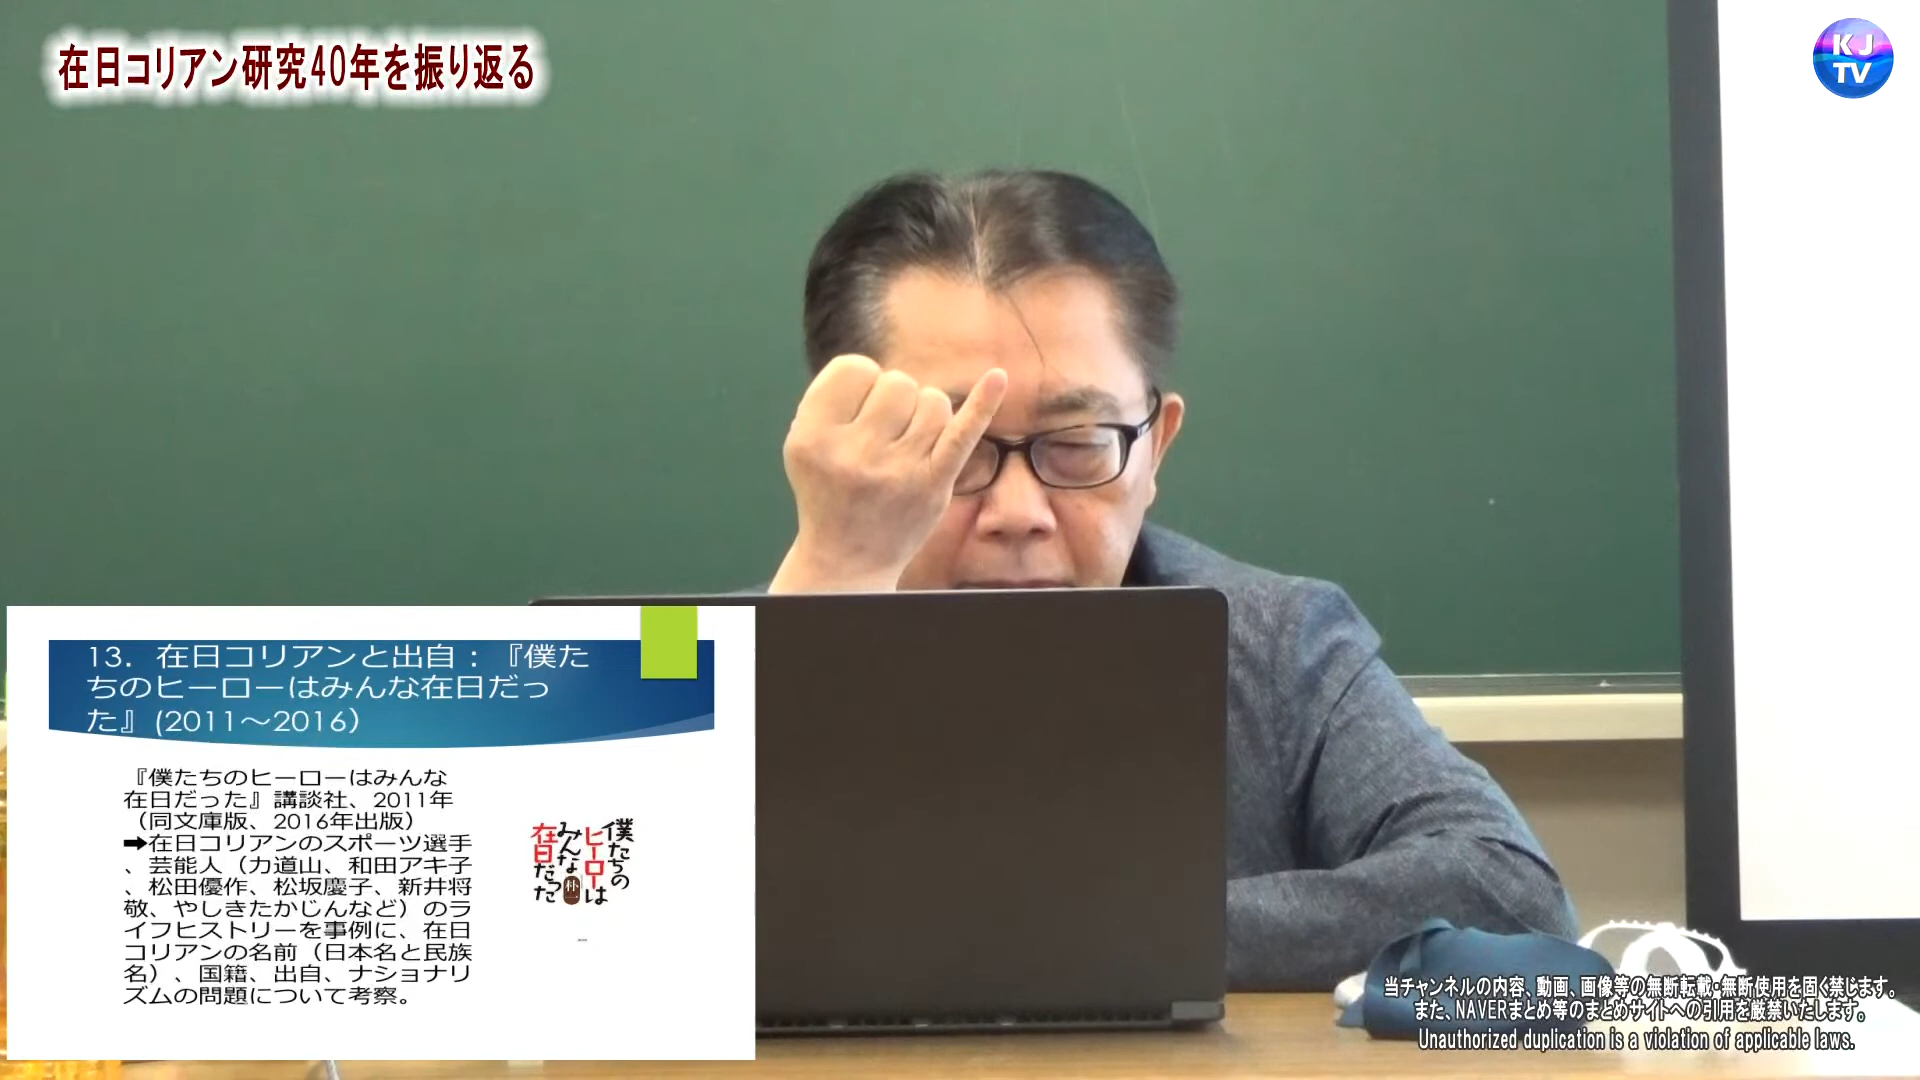 在日コリアン研究40年を振り返る
KJ
TV
13．在日コリアンと出自：『僕た
ちのヒーローはみんな在日だっ
た』(2011～2016）
『僕たちのヒーローはみんな
在日だった』講談社、2011年
（同文庫版、2016年出版）
➡在日コリアンのスポーツ選手
、芸能人（力道山、和田アキ子
、松田優作、松坂慶子、新井将
敬、やしきたかじんなど）のラ
イフヒストリーを事例に、在日
コリアンの名前（日本名と民族
名）、国籍、出自、ナショナリ
ズムの問題について考察。
僕たちの
ヒーローは
みんな
在日だった
朴一
当チャンネルの内容、動画、画像等の無断転載・無断使用を固く禁じます。
また、NAVERまとめ等のまとめサイトへの引用を厳禁いたします。
Unauthorized duplication is a violation of applicable laws.